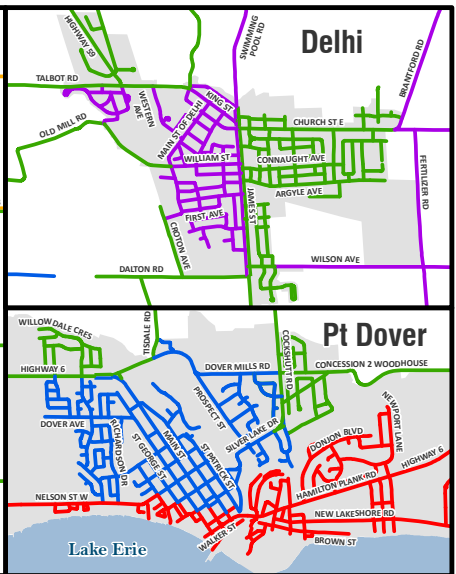 Delhi
HIGHWAY 59
SWIMMING POOL RD
BRANTFORD RD
TALBOT RD
WESTERN AVE
KING ST
MAIN ST OF DELHI
OLD MILL RD
CHURCH ST E
WILLIAM ST
CONNAUGHT AVE
ARGYLE AVE
FERTILIZER RD
JAMES ST
FIRST AVE
CROTON AVE
WILSON AVE
DALTON RD
Pt Dover
WILLOWDALE CRES
TISDALE RD
COCKSHUTT RD
HIGHWAY 6
DOVER MILLS RD
CONCESSION 2 WOODHOUSE
PROSPECT ST
NEWPORT LANE
DOVER AVE
RICHARDSON DR
ST GEORGE ST
MAIN ST
ST PATRICK ST
SILVER LAKE DR
DONJON BLVD
HIGHWAY 6
HAMILTON PLANK RD
NELSON ST W
NEW LAKESHORE RD
WALKER ST
BROWN ST
Lake Erie